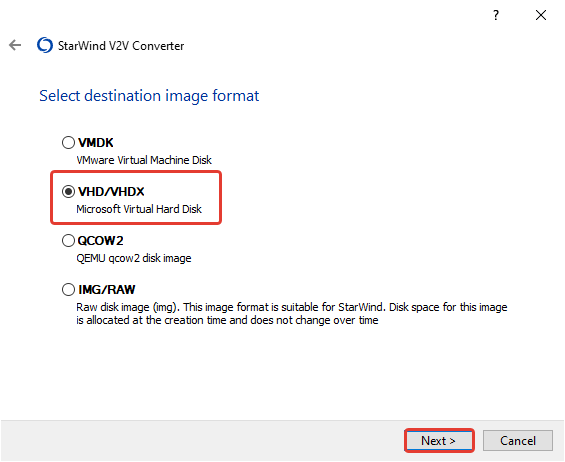 ?
StarWind V2V Converter
Select destination image format
VMDK
VMware Virtual Machine Disk
VHD/VHDX
Microsoft Virtual Hard Disk
QCOW2
QEMU qcow2 disk image
IMG/RAW
Raw disk image (img). This image format is suitable for StarWind. Disk space for this image
is allocated at the creation time and does not change over time
Next >
Cancel